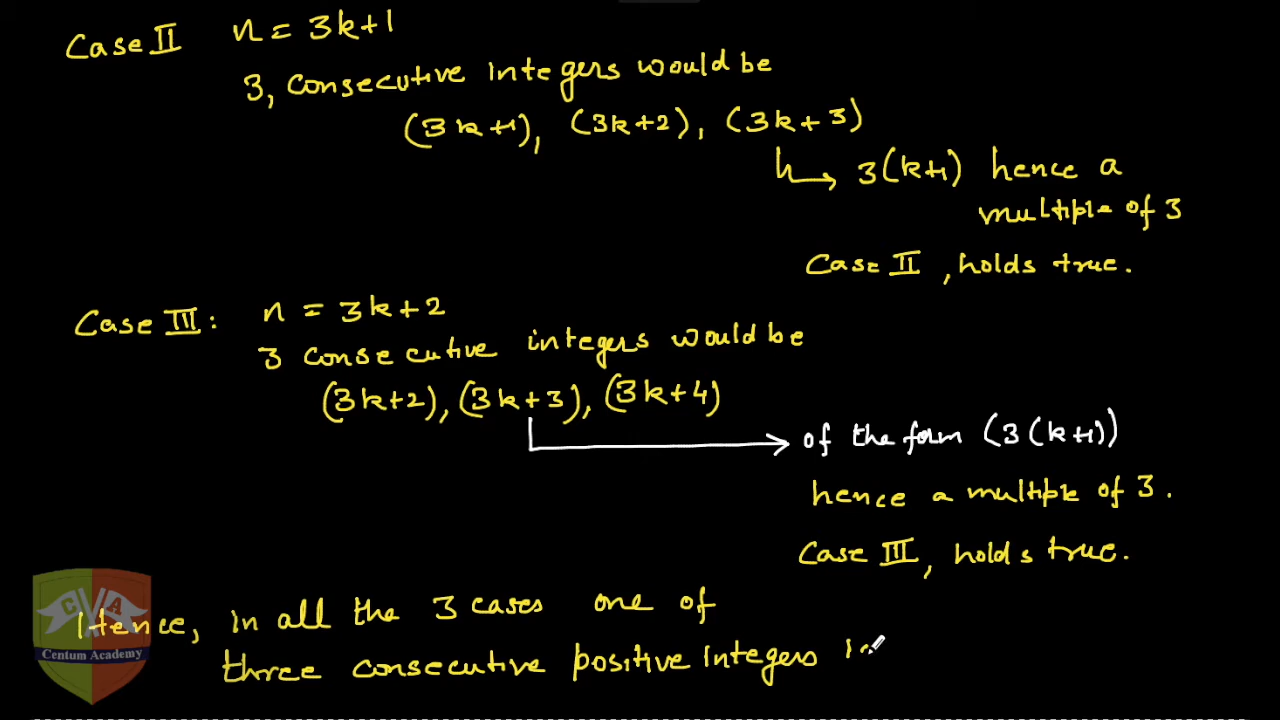 Case II n = 3k+1
3, consecutive integers would be
(3k+1), (3k+2), (3k+3)
3(k+1) hence a
multiple of 3
Case II, holds true.
Case III: n = 3k+2
3 consecutive integers would be
(3k+2), (3k+3), (3k+4)
of the form (3(k+1))
hence a multiple of 3.
Case III, holds true.
Hence, in all the 3 cases one of
three consecutive positive integers
CA
Centum Academy